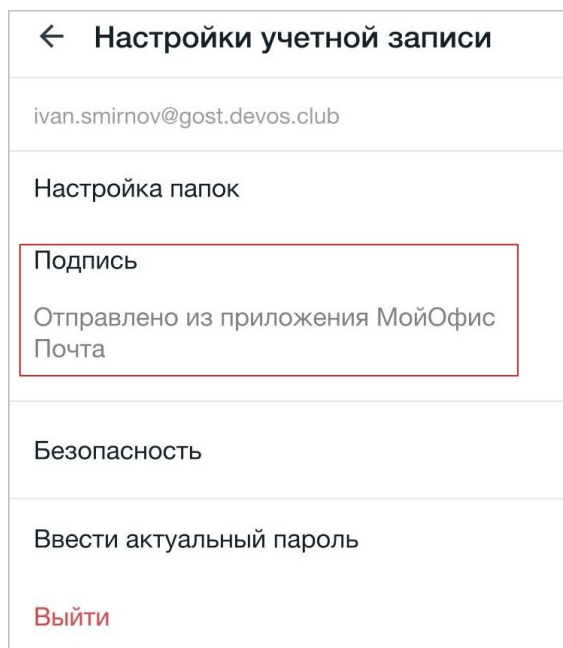 Настройки учетной записи
ivan.smirnov@gost.devos.club
Настройка папок
Подпись
Отправлено из приложения МойОфис
Почта
Безопасность
Ввести актуальный пароль
Выйти